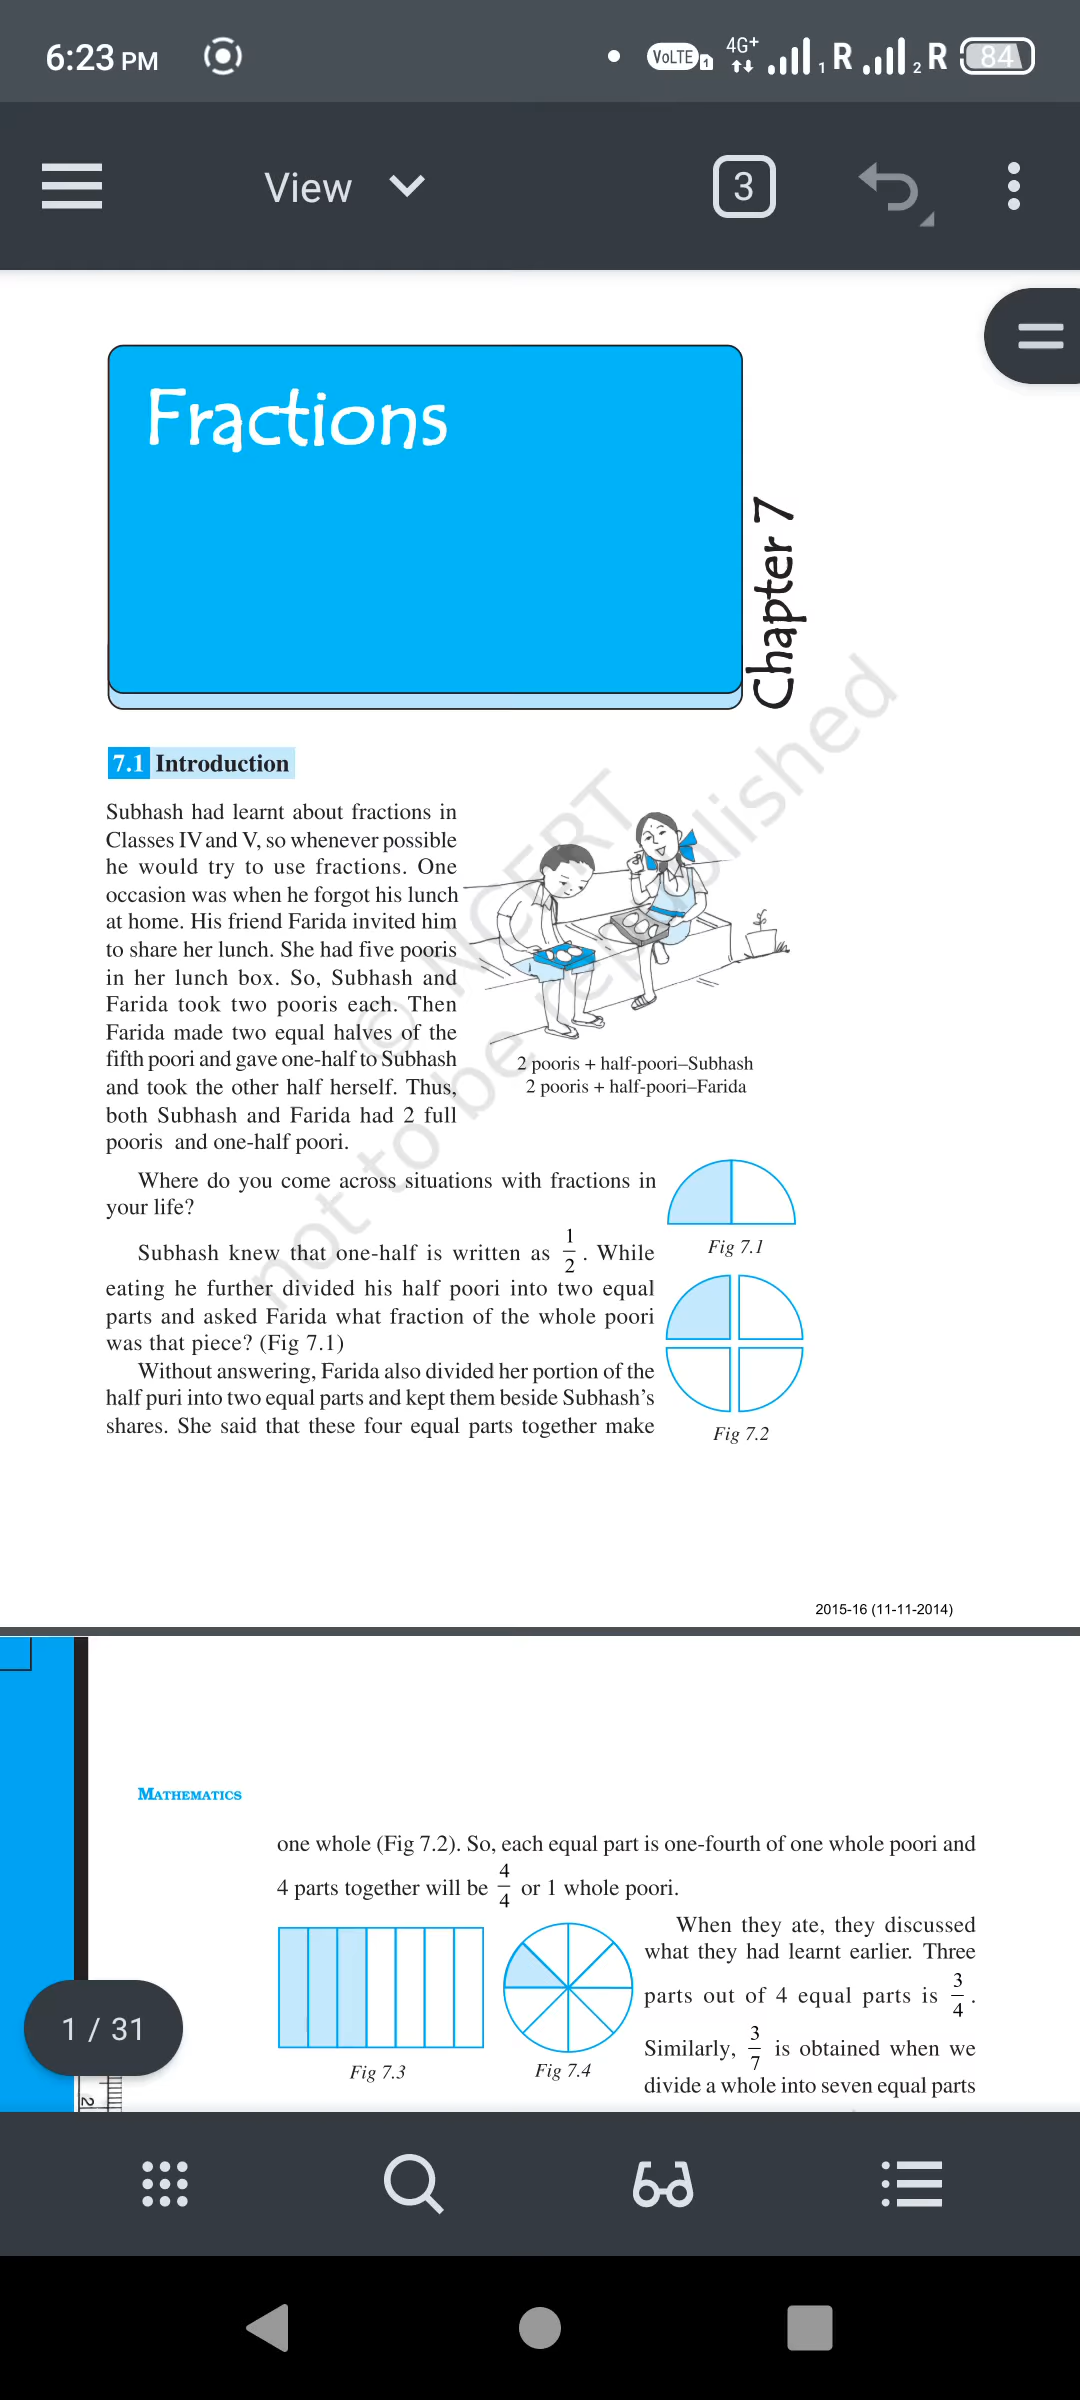 6:23 PM
VoLTE 1 4G+ 1 R 2 R 84
View
3
Fractions
Chapter 7
7.1 Introduction
Subhash had learnt about fractions in
Classes IV and V, so whenever possible
he would try to use fractions. One
occasion was when he forgot his lunch
at home. His friend Farida invited him
to share her lunch. She had five pooris
in her lunch box. So, Subhash and
Farida took two pooris each. Then
Farida made two equal halves of the
fifth poori and gave one-half to Subhash
and took the other half herself. Thus,
both Subhash and Farida had 2 full
pooris and one-half poori.
2 pooris + half-poori–Subhash
2 pooris + half-poori–Farida
Where do you come across situations with fractions in
your life?
Fig 7.1
Subhash knew that one-half is written as 1/2 . While
eating he further divided his half poori into two equal
parts and asked Farida what fraction of the whole poori
was that piece? (Fig 7.1)
Without answering, Farida also divided her portion of the
half puri into two equal parts and kept them beside Subhash's
shares. She said that these four equal parts together make
Fig 7.2
© NCERT
not to be republished
2015-16 (11-11-2014)
MATHEMATICS
one whole (Fig 7.2). So, each equal part is one-fourth of one whole poori and
4 parts together will be 4/4 or 1 whole poori.
When they ate, they discussed
what they had learnt earlier. Three
parts out of 4 equal parts is 3/4 .
Similarly, 3/7 is obtained when we
divide a whole into seven equal parts
Fig 7.3
Fig 7.4
1 / 31
2